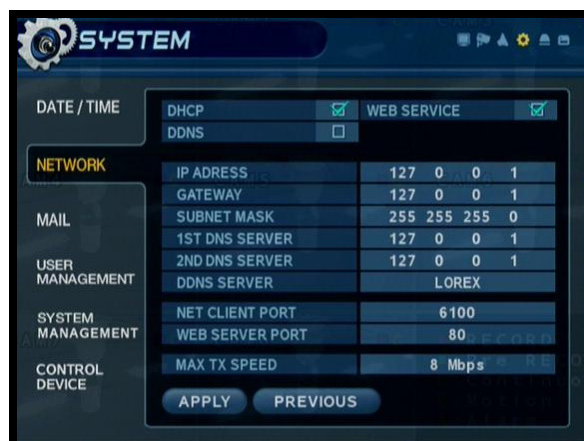 SYSTEM
DATE / TIME
NETWORK
MAIL
USER
MANAGEMENT
SYSTEM
MANAGEMENT
CONTROL
DEVICE
DHCP WEB SERVICE
DDNS
IP ADRESS 127 0 0 1
GATEWAY 127 0 0 1
SUBNET MASK 255 255 255 0
1ST DNS SERVER 127 0 0 1
2ND DNS SERVER 127 0 0 1
DDNS SERVER LOREX
NET CLIENT PORT 6100
WEB SERVER PORT 80
MAX TX SPEED 8 Mbps
APPLY PREVIOUS